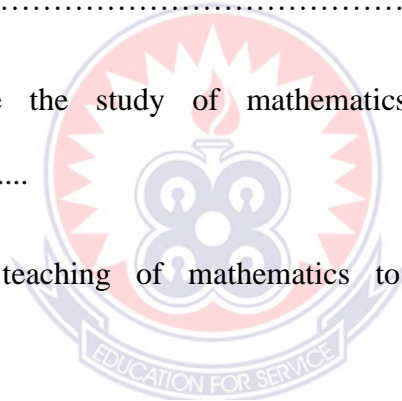 ………………………………………
the study of mathematics
....
teaching of mathematics to
EDUCATION FOR SERVICE